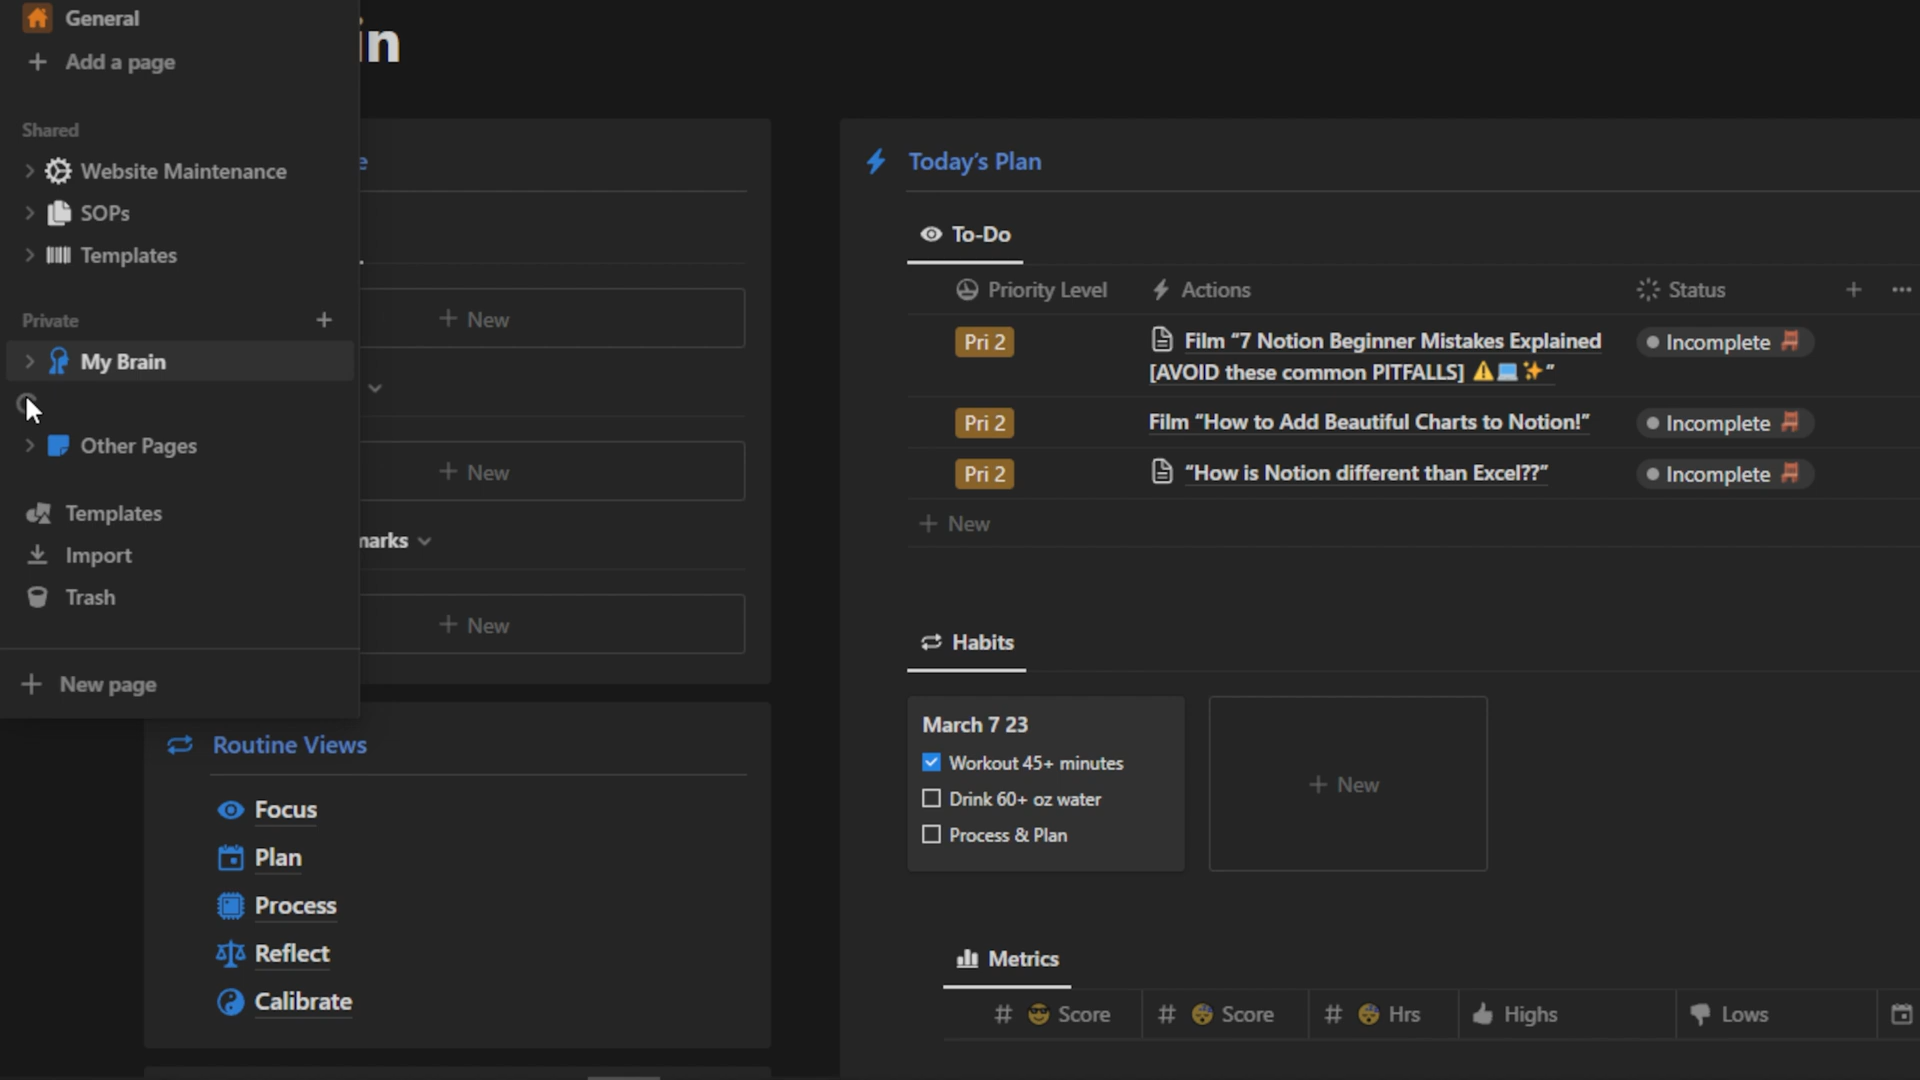 General
Add a page
in
Shared
Website Maintenance
SOPs
Templates
Private
My Brain
Other Pages
Templates
Import
Trash
New page
New
New
New
Routine Views
Focus
Plan
Process
Reflect
Calibrate
Today's Plan
To-Do
Priority Level Actions Status
Pri 2 Film “7 Notion Beginner Mistakes Explained Incomplete
[AVOID these common PITFALLS] ⚠️💻✨”
Pri 2 Film “How to Add Beautiful Charts to Notion!” Incomplete
Pri 2 “How is Notion different than Excel??” Incomplete
New
Habits
March 7 23
Workout 45+ minutes
Drink 60+ oz water
Process & Plan
New
Metrics
# 😎 Score # 😴 Score # 😴 Hrs Highs Lows